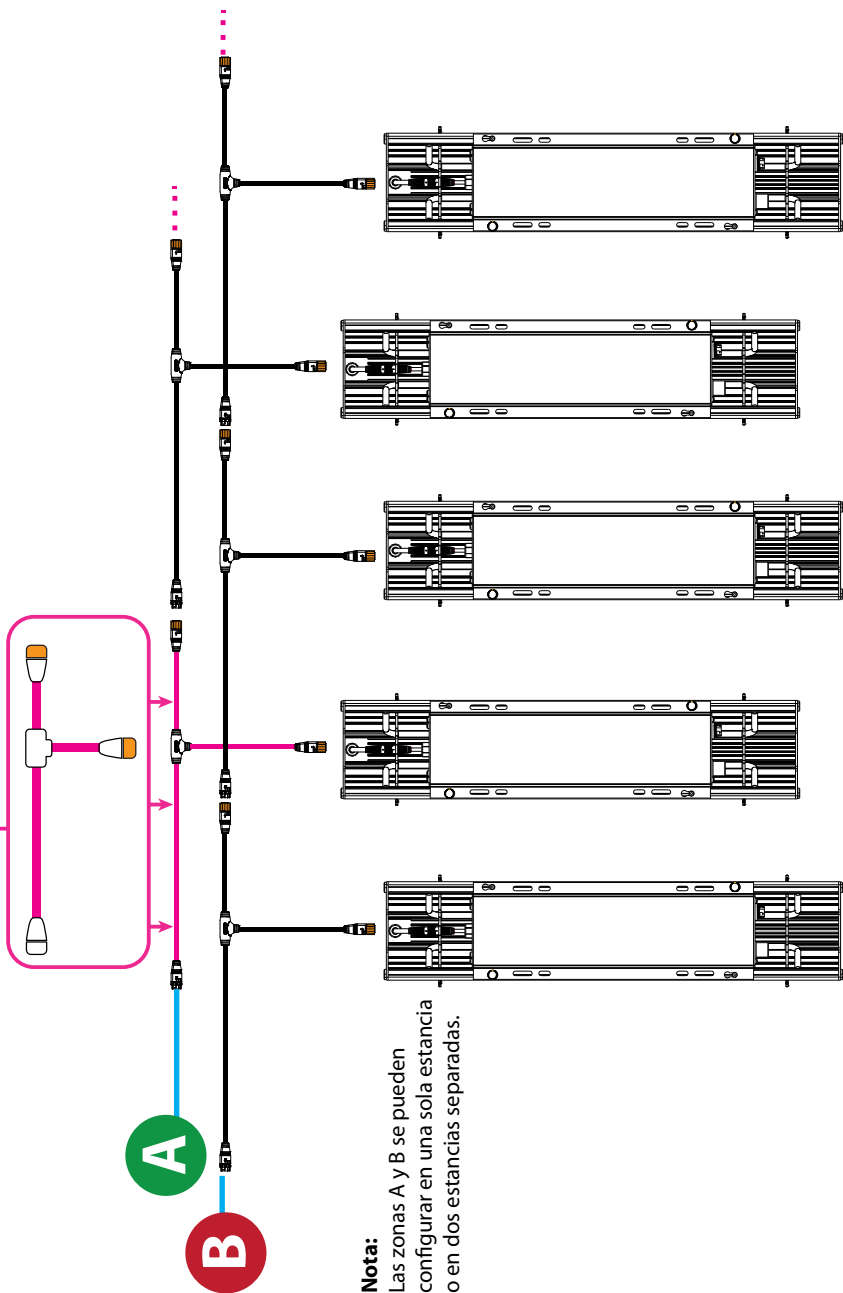 A
B
Nota:
Las zonas A y B se pueden
configurar en una sola estancia
o en dos estancias separadas.